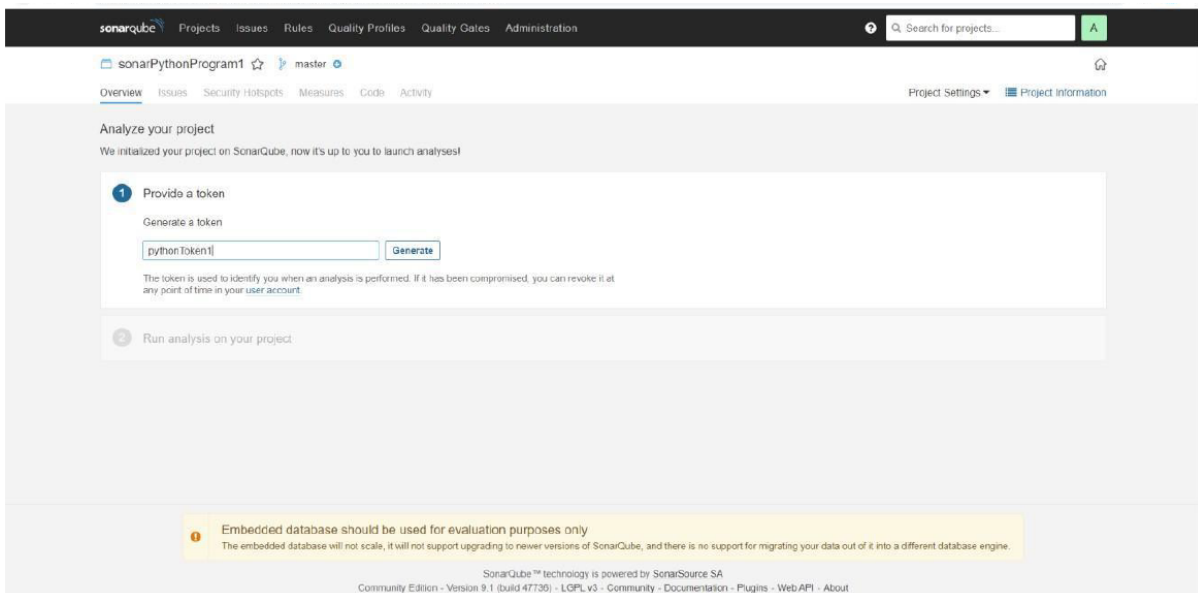 sonarqube Projects Issues Rules Quality Profiles Quality Gates Administration ? Search for projects... A
sonarPythonProgram1 master
Overview Issues Security Hotspots Measures Code Activity Project Settings Project Information
Analyze your project
We initialized your project on SonarQube, now it's up to you to launch analyses!
1 Provide a token
Generate a token
pythonToken1 Generate
The token is used to identify you when an analysis is performed. If it has been compromised, you can revoke it at
any point of time in your user account.
2 Run analysis on your project
Embedded database should be used for evaluation purposes only
The embedded database will not scale, it will not support upgrading to newer versions of SonarQube, and there is no support for migrating your data out of it into a different database engine.
SonarQube™ technology is powered by SonarSource SA
Community Edition - Version 9.1 (build 47736) - LGPL v3 - Community - Documentation - Plugins - Web API - About